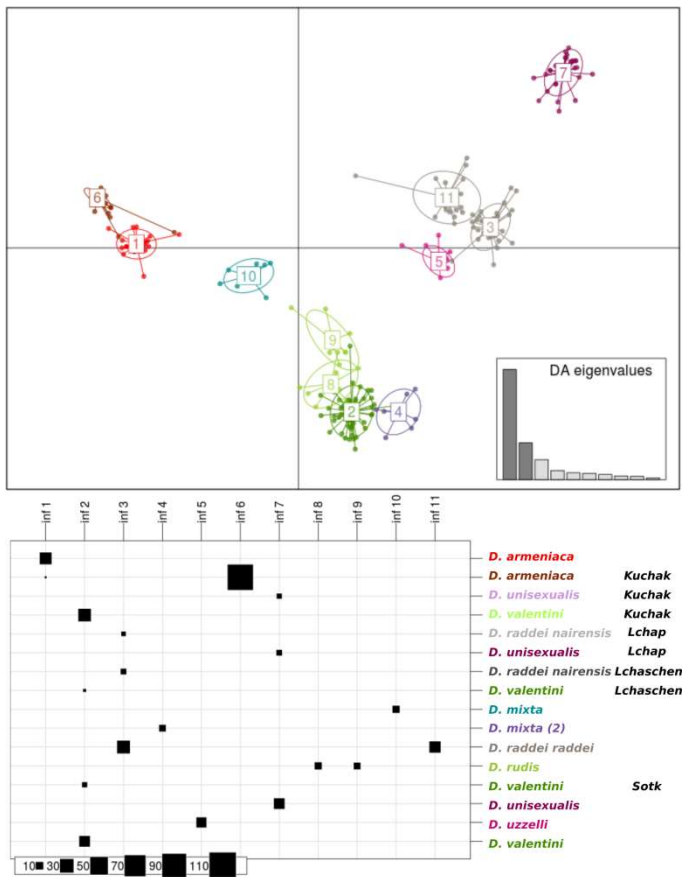 7
6
11
3
1
5
10
9
8
2
4
DA eigenvalues
inf 1 inf 2 inf 3 inf 4 inf 5 inf 6 inf 7 inf 8 inf 9 inf 10 inf 11
D. armeniaca
D. armeniaca Kuchak
D. unisexualis Kuchak
D. valentini Kuchak
D. raddei nairensis Lchap
D. unisexualis Lchap
D. raddei nairensis Lchaschen
D. valentini Lchaschen
D. mixta
D. mixta (2)
D. raddei raddei
D. rudis
D. valentini Sotk
D. unisexualis
D. uzzelli
D. valentini
10 30 50 70 90 110